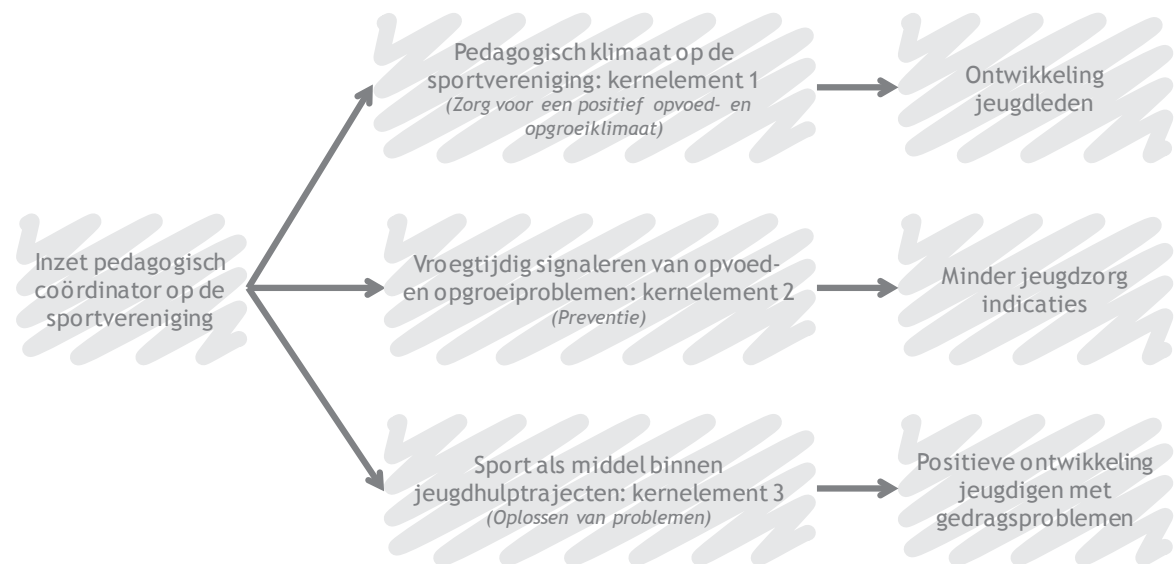 Inzet pedagogisch
coördinator op de
sportvereniging
Pedagogisch klimaat op de
sportvereniging: kernelement 1
(Zorg voor een positief opvoed- en
opgroeiklimaat)
Ontwikkeling
jeugdleden
Vroegtijdig signaleren van opvoed-
en opgroeiproblemen: kernelement 2
(Preventie)
Minder jeugdzorg
indicaties
Sport als middel binnen
jeugdhulptrajecten: kernelement 3
(Oplossen van problemen)
Positieve ontwikkeling
jeugdigen met
gedragsproblemen